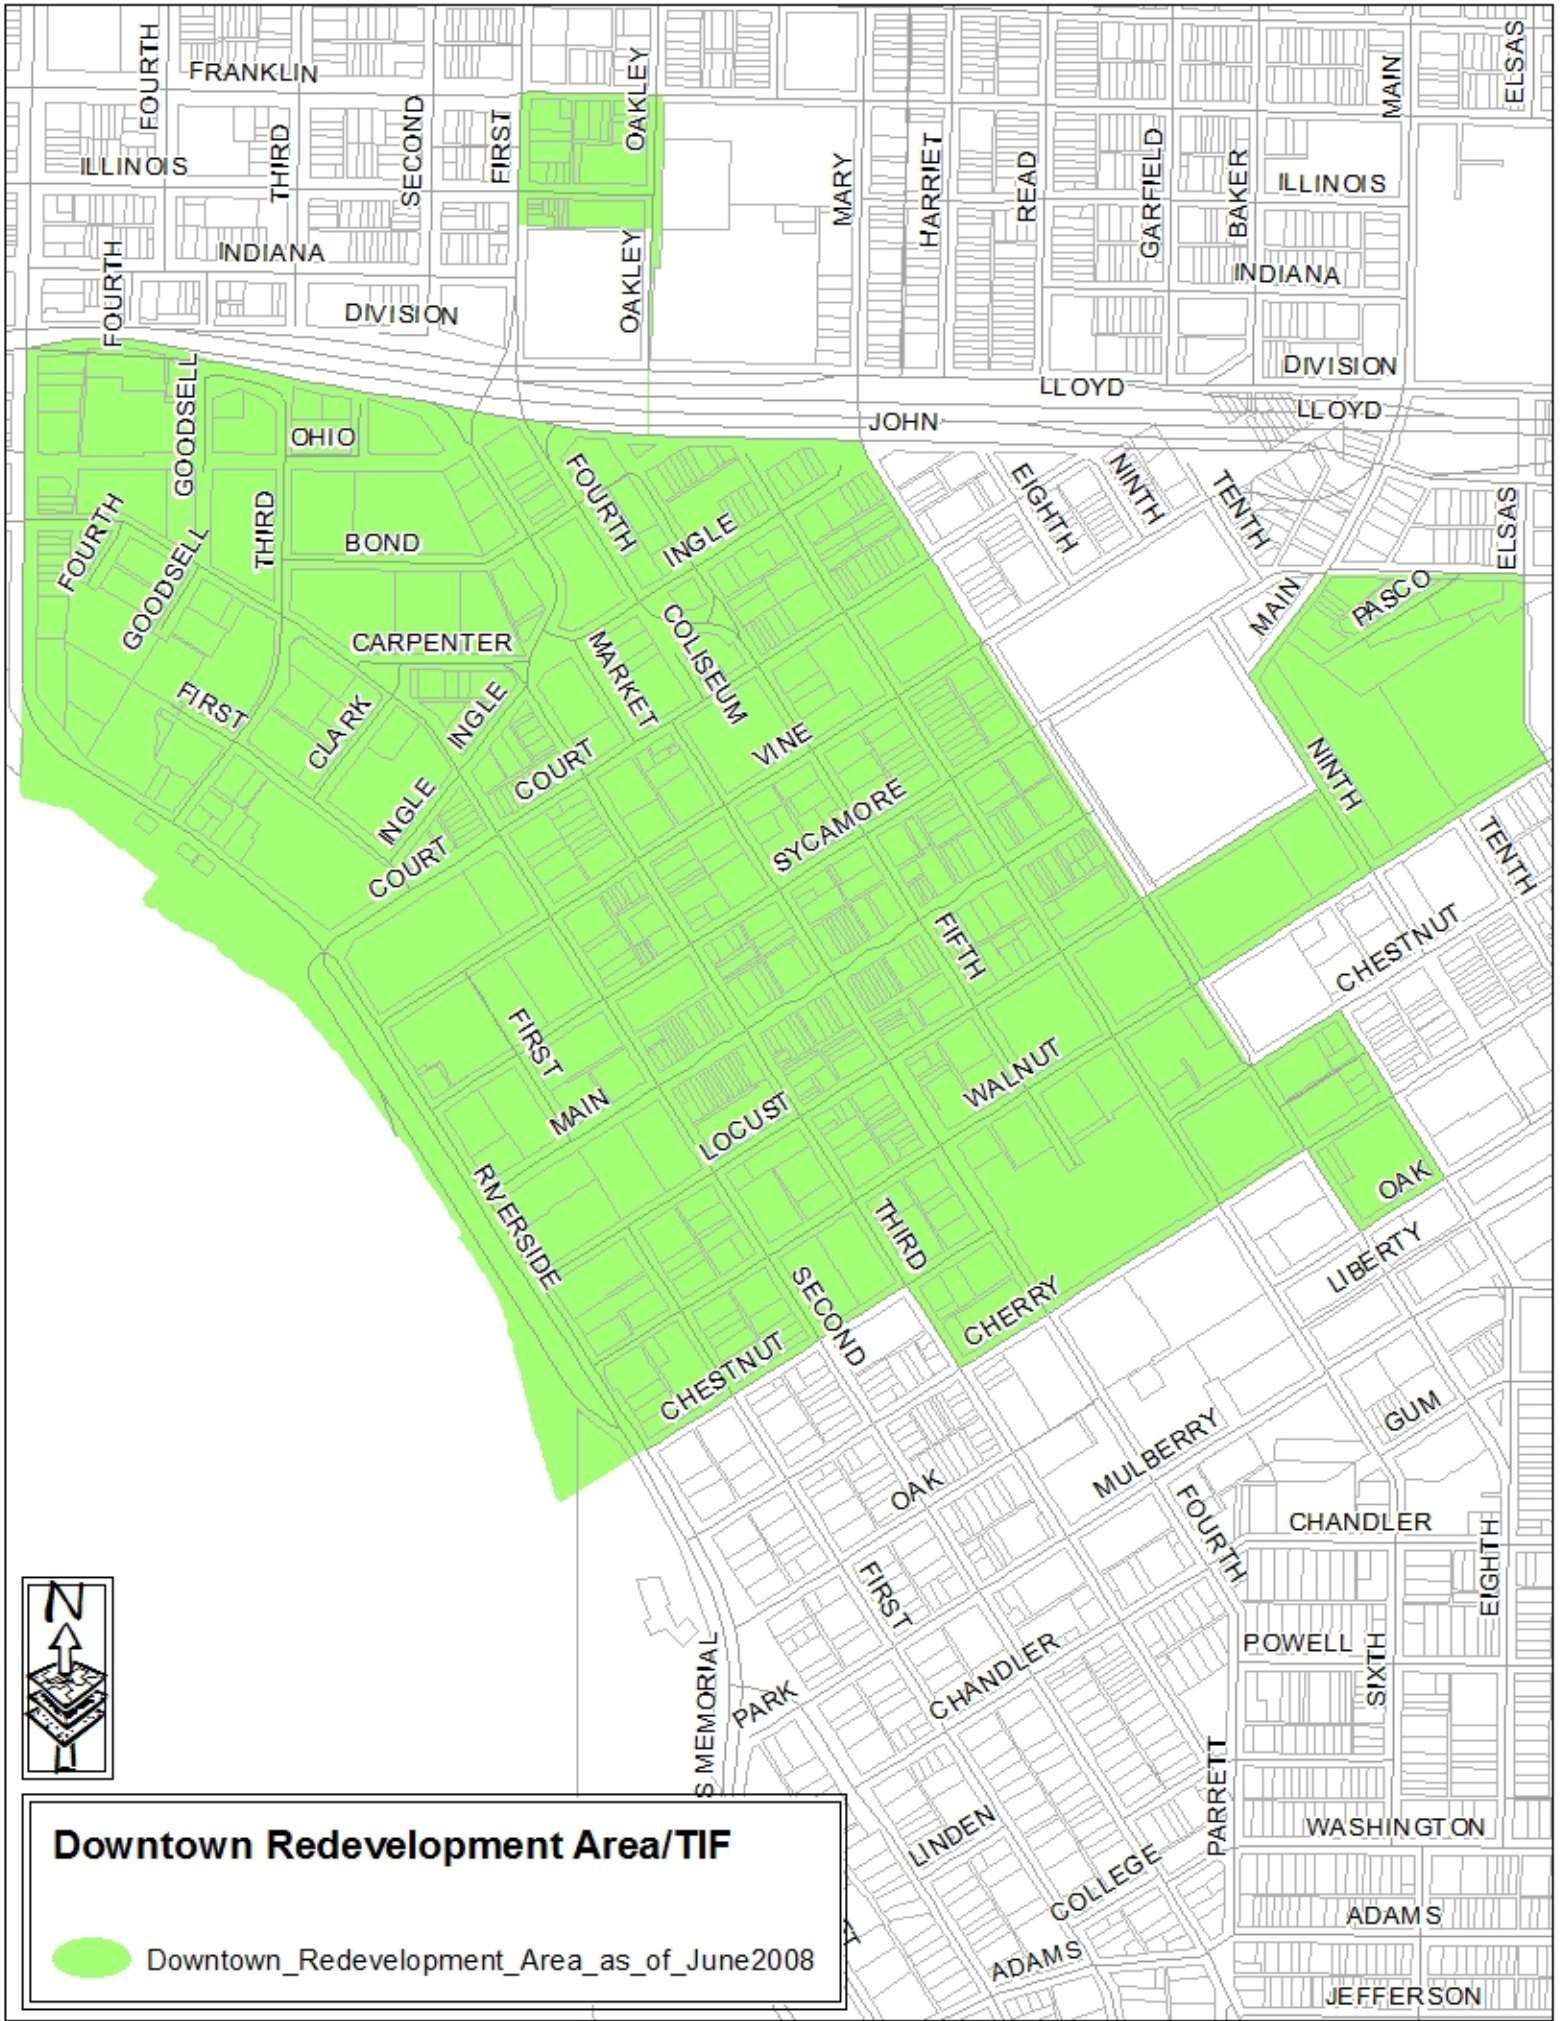 FOURTH
FRANKLIN
OAKLEY
MAIN
ELSAS
ILLINOIS
THIRD
SECOND
FIRST
MARY
HARRIET
READ
GARFIELD
BAKER
ILLINOIS
FOURTH
INDIANA
OAKLEY
INDIANA
DIVISION
DIVISION
LLOYD
LLOYD
JOHN
GOODSELL
OHIO
FOURTH
EIGHTH
NINTH
TENTH
ELSAS
FOURTH
GOODSELL
THIRD
BOND
INGLE
PASCO
MAIN
CARPENTER
MARKET
COLISEUM
FIRST
CLARK
INGLE
COURT
VINE
NINTH
INGLE
COURT
SYCAMORE
TENTH
FIFTH
CHESTNUT
FIRST
MAIN
WALNUT
LOCUST
RIVERSIDE
THIRD
OAK
SECOND
CHERRY
LIBERTY
CHESTNUT
OAK
MULBERRY
GUM
FOURTH
CHANDLER
EIGHTH
FIRST
POWELL
SIXTH
CHANDLER
S MEMORIAL
PARK
PARRETT
LINDEN
WASHINGTON
COLLEGE
ADAMS
ADAMS
JEFFERSON
N
Downtown Redevelopment Area/TIF
Downtown_Redevelopment_Area_as_of_June2008